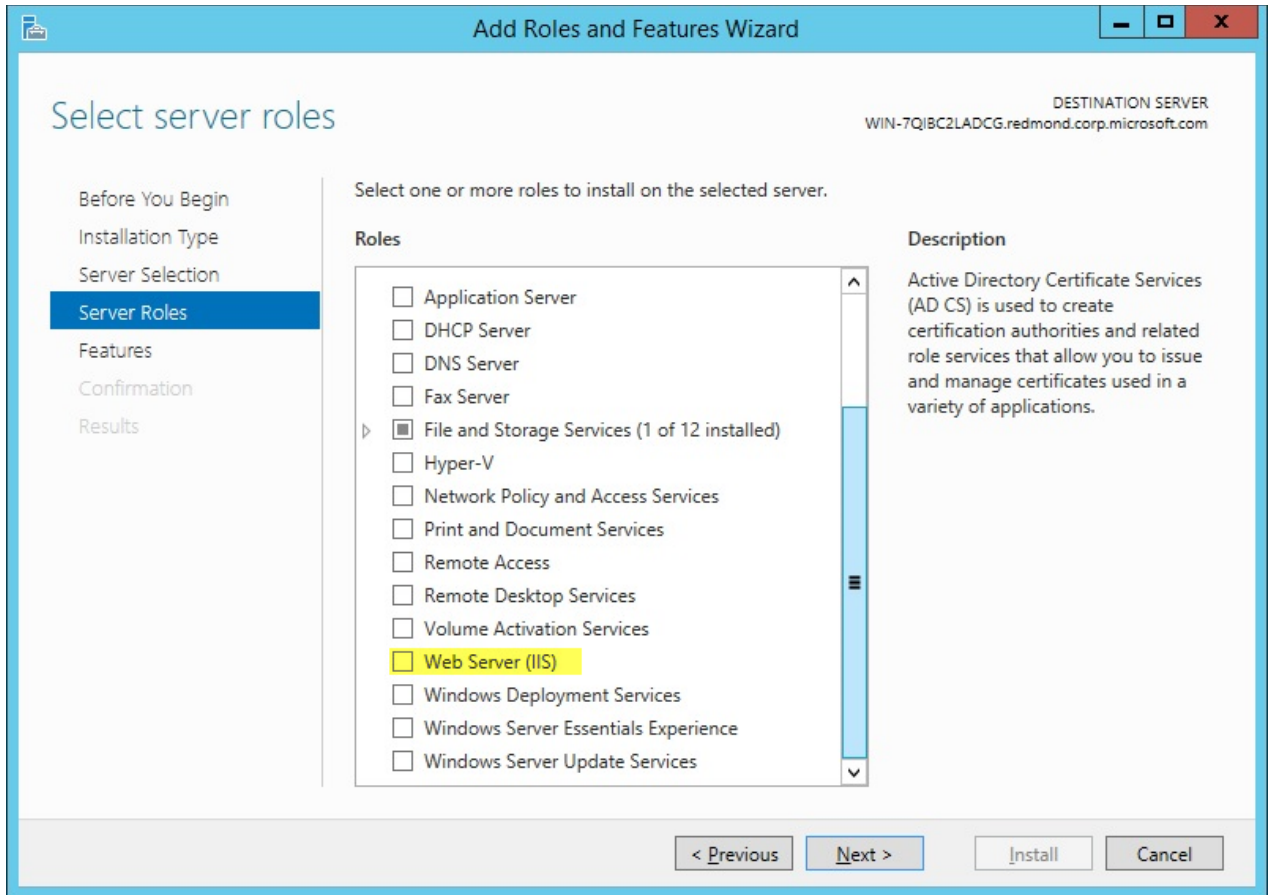 Add Roles and Features Wizard
Select server roles
DESTINATION SERVER
WIN-7QIBC2LADCG.redmond.corp.microsoft.com
Before You Begin
Installation Type
Server Selection
Server Roles
Features
Confirmation
Results
Select one or more roles to install on the selected server.
Roles
Application Server
DHCP Server
DNS Server
Fax Server
File and Storage Services (1 of 12 installed)
Hyper-V
Network Policy and Access Services
Print and Document Services
Remote Access
Remote Desktop Services
Volume Activation Services
Web Server (IIS)
Windows Deployment Services
Windows Server Essentials Experience
Windows Server Update Services
Description
Active Directory Certificate Services
(AD CS) is used to create
certification authorities and related
role services that allow you to issue
and manage certificates used in a
variety of applications.
< Previous
Next >
Install
Cancel